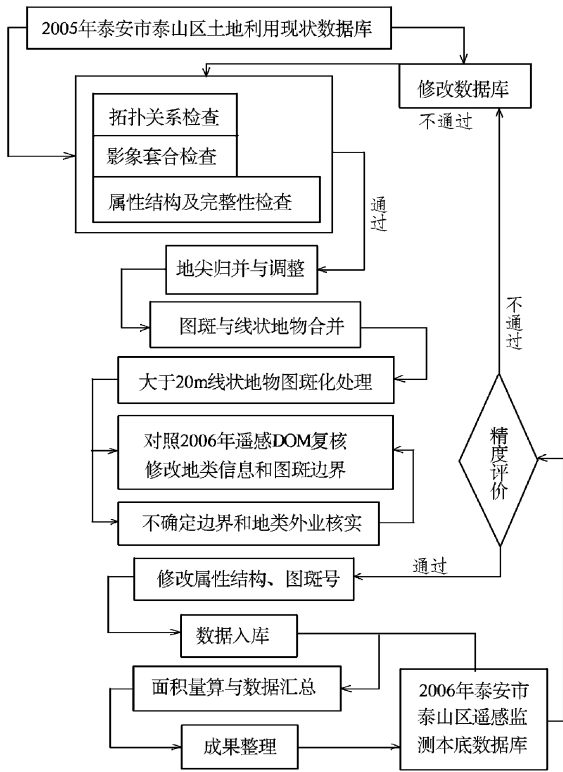 2005年泰安市泰山区土地利用现状数据库
修改数据库
不通过
拓扑关系检查
影象套合检查
属性结构及完整性检查
通过
地尖归并与调整
图斑与线状地物合并
不通过
大于20m线状地物图斑化处理
对照2006年遥感DOM复核
修改地类信息和图斑边界
精度评价
不确定边界和地类外业核实
通过
修改属性结构、图斑号
数据入库
面积量算与数据汇总
2006年泰安市
泰山区遥感监
测本底数据库
成果整理